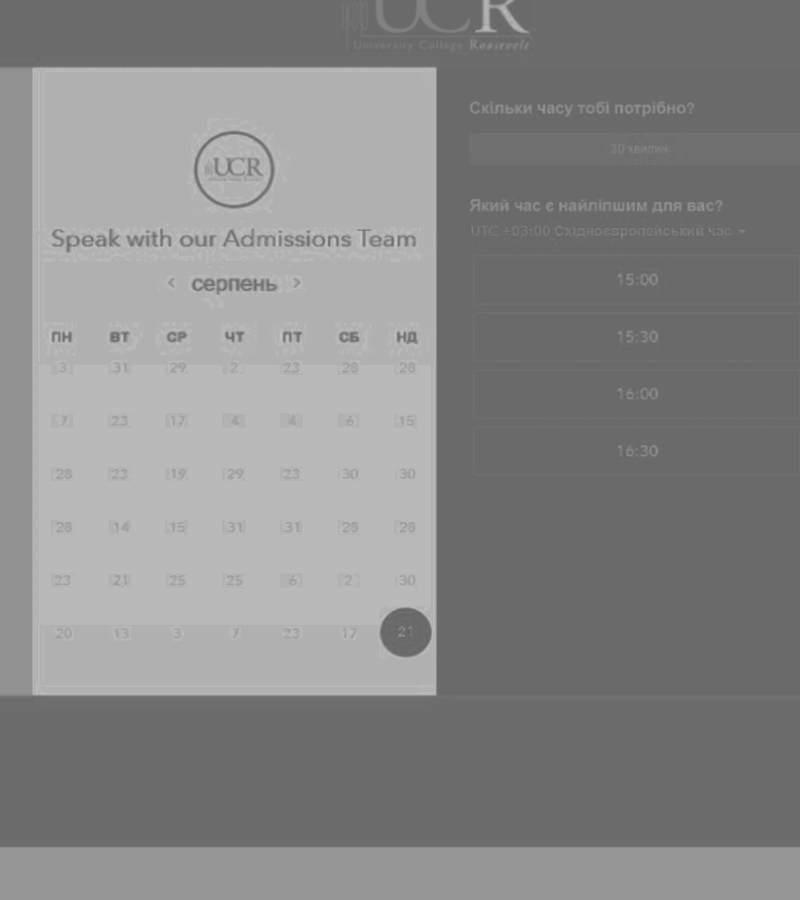 UCR
University College Roosevelt
UCR
Speak with our Admissions Team
< серпень >
ПН ВТ СР ЧТ ПТ СБ НД
3 31 29 2 23 28 28
7 23 17 4 4 6 15
28 23 19 29 23 30 30
28 14 15 31 31 28 28
23 21 25 25 6 2 30
20 13 3 7 23 17 21
Скільки часу тобі потрібно?
30 хвилин
Який час є найліпшим для вас?
UTC +03:00 Східноєвропейський час
15:00
15:30
16:00
16:30